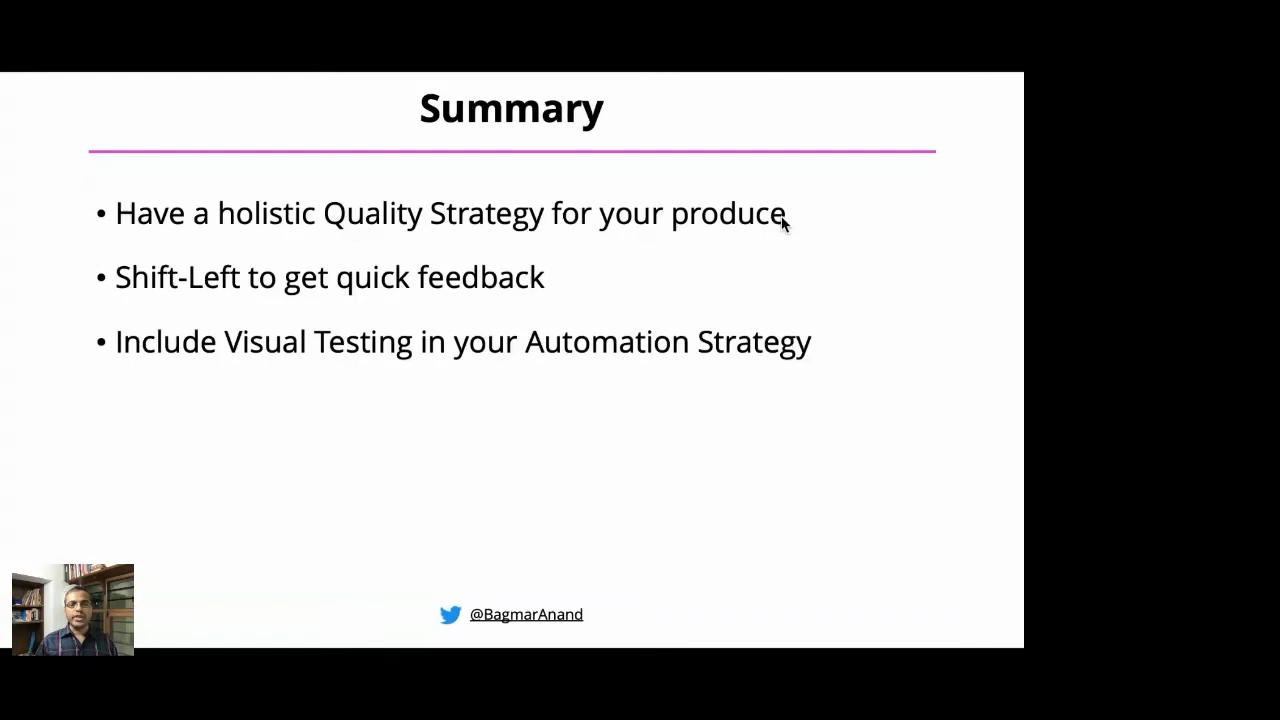 Summary
• Have a holistic Quality Strategy for your produce
• Shift-Left to get quick feedback
• Include Visual Testing in your Automation Strategy
@BagmarAnand